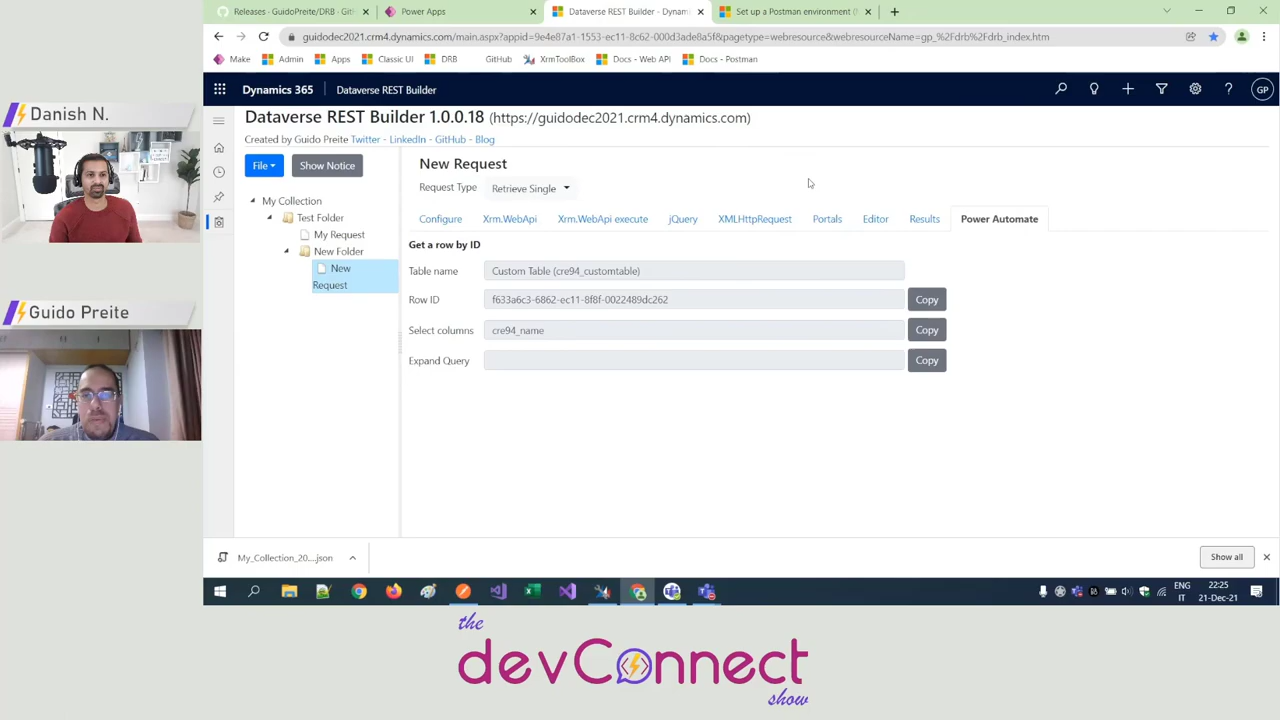 Releases · GuidoPreite/DRB · GitH
Power Apps
Dataverse REST Builder - Dynami
Set up a Postman environment (M
guidodec2021.crm4.dynamics.com/main.aspx?appid=9e4e87a1-1553-ec11-8c62-000d3ade8a5f&pagetype=webresource&webresourceName=gp_%2Fdrb%2Fdrb_index.htm
Make
Admin
Apps
Classic UI
DRB
GitHub
XrmToolBox
Docs - Web API
Docs - Postman
Dynamics 365
Dataverse REST Builder
GP
Danish N.
Guido Preite
Dataverse REST Builder 1.0.0.18 (https://guidodec2021.crm4.dynamics.com)
Created by Guido Preite Twitter - LinkedIn - GitHub - Blog
File
Show Notice
My Collection
Test Folder
My Request
New Folder
New
Request
New Request
Request Type
Retrieve Single
Configure
Xrm.WebApi
Xrm.WebApi execute
jQuery
XMLHttpRequest
Portals
Editor
Results
Power Automate
Get a row by ID
Table name
Custom Table (cre94_customtable)
Row ID
f633a6c3-6862-ec11-8f8f-0022489dc262
Copy
Select columns
cre94_name
Copy
Expand Query
Copy
My_Collection_20....json
Show all
ENG
IT
22:25
21-Dec-21
the
devConnect
show